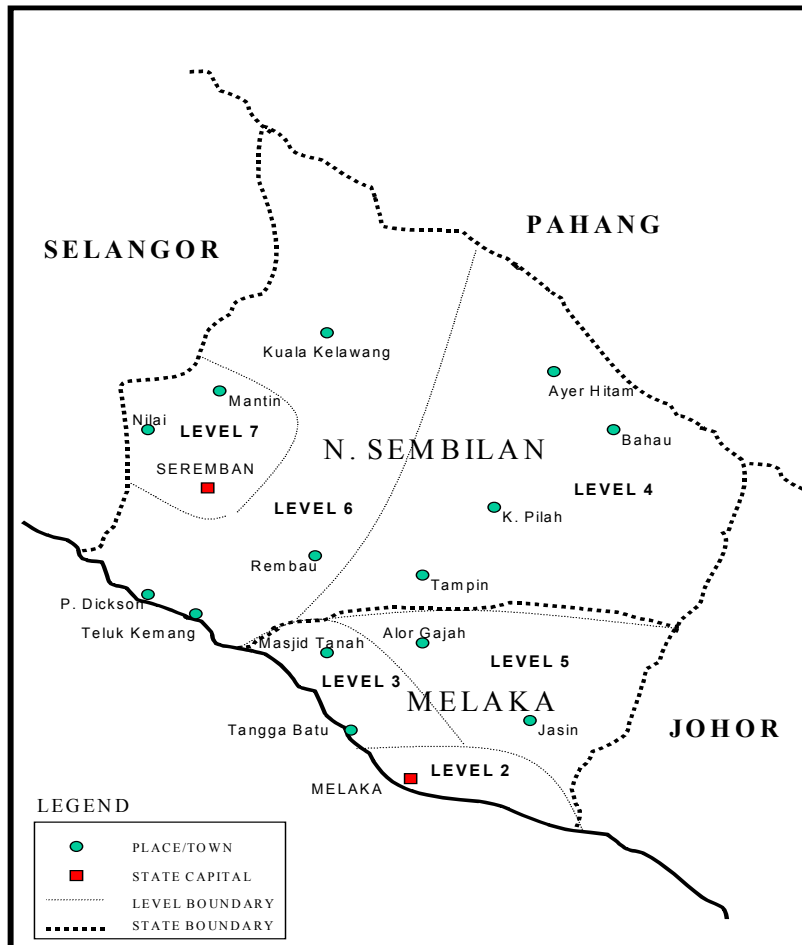 PAHANG
SELANGOR
Kuala Kelawang
Ayer Hitam
Mantin
Nilai
LEVEL 7
Bahau
N. SEMBILAN
SEREMBAN
LEVEL 4
LEVEL 6
K. Pilah
Rembau
Tampin
P. Dickson
Teluk Kemang
Alor Gajah
Masjid Tanah
LEVEL 5
LEVEL 3
MELAKA
Tangga Batu
Jasin
JOHOR
LEVEL 2
MELAKA
LEGEND
PLACE/TOWN
STATE CAPITAL
LEVEL BOUNDARY
STATE BOUNDARY